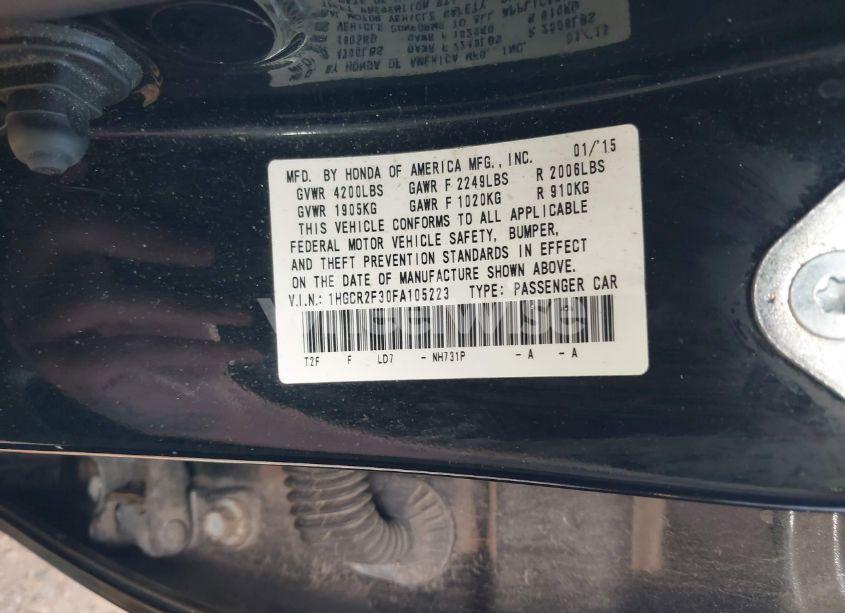 MFD. BY HONDA OF AMERICA MFG., INC. 01/'15
GVWR 4200LBS GAWR F 2249LBS R 2006LBS
GVWR 1905KG GAWR F 1020KG R 910KG
THIS VEHICLE CONFORMS TO ALL APPLICABLE
FEDERAL MOTOR VEHICLE SAFETY, BUMPER,
AND THEFT PREVENTION STANDARDS IN EFFECT
ON THE DATE OF MANUFACTURE SHOWN ABOVE.
V.I.N.: 1HGCR2F30FA105223 TYPE: PASSENGER CAR
T2F F LD7 - NH731P - A - A